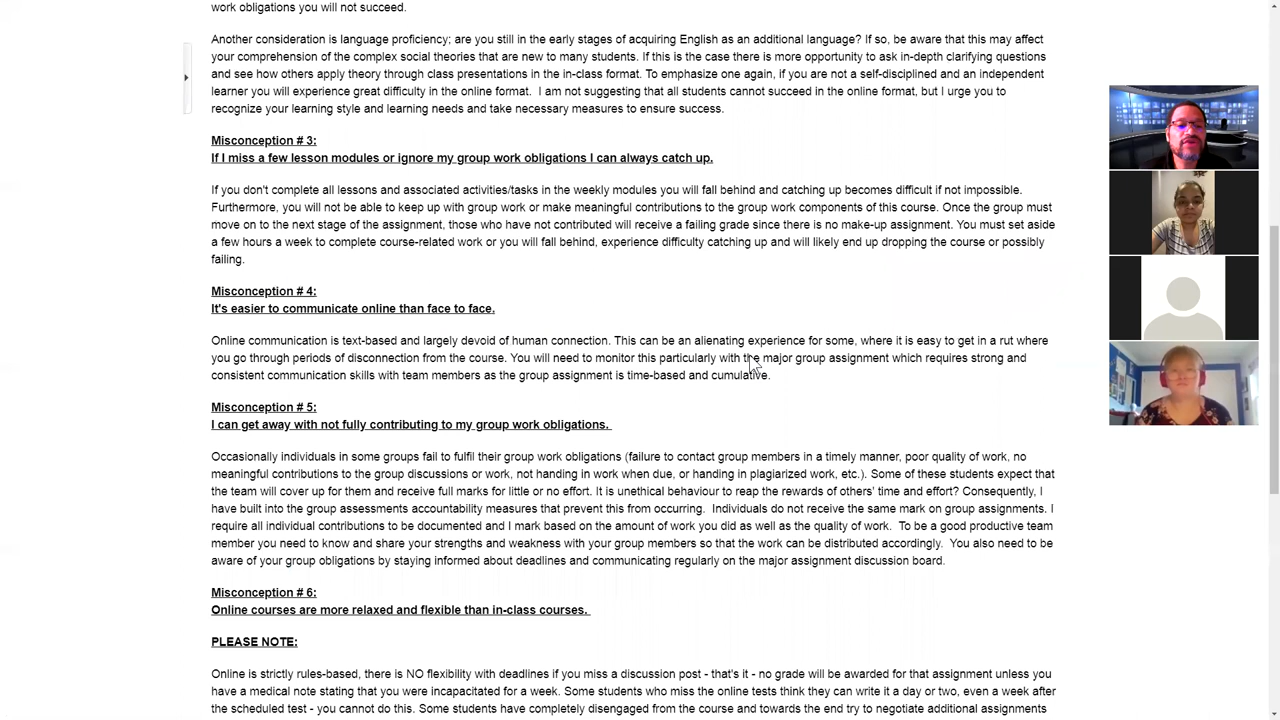 work obligations you will not succeed.
Another consideration is language proficiency; are you still in the early stages of acquiring English as an additional language? If so, be aware that this may affect
your comprehension of the complex social theories that are new to many students. If this is the case there is more opportunity to ask in-depth clarifying questions
and see how others apply theory through class presentations in the in-class format. To emphasize one again, if you are not a self-disciplined and an independent
learner you will experience great difficulty in the online format.  I am not suggesting that all students cannot succeed in the online format, but I urge you to
recognize your learning style and learning needs and take necessary measures to ensure success.
Misconception # 3:
If I miss a few lesson modules or ignore my group work obligations I can always catch up.
If you don't complete all lessons and associated activities/tasks in the weekly modules you will fall behind and catching up becomes difficult if not impossible.
Furthermore, you will not be able to keep up with group work or make meaningful contributions to the group work components of this course. Once the group must
move on to the next stage of the assignment, those who have not contributed will receive a failing grade since there is no make-up assignment. You must set aside
a few hours a week to complete course-related work or you will fall behind, experience difficulty catching up and will likely end up dropping the course or possibly
failing.
Misconception # 4:
It's easier to communicate online than face to face.
Online communication is text-based and largely devoid of human connection. This can be an alienating experience for some, where it is easy to get in a rut where
you go through periods of disconnection from the course. You will need to monitor this particularly with the major group assignment which requires strong and
consistent communication skills with team members as the group assignment is time-based and cumulative.
Misconception # 5:
I can get away with not fully contributing to my group work obligations.
Occasionally individuals in some groups fail to fulfil their group work obligations (failure to contact group members in a timely manner, poor quality of work, no
meaningful contributions to the group discussions or work, not handing in work when due, or handing in plagiarized work, etc.). Some of these students expect that
the team will cover up for them and receive full marks for little or no effort. It is unethical behaviour to reap the rewards of others' time and effort? Consequently, I
have built into the group assessments accountability measures that prevent this from occurring.  Individuals do not receive the same mark on group assignments. I
require all individual contributions to be documented and I mark based on the amount of work you did as well as the quality of work.  To be a good productive team
member you need to know and share your strengths and weakness with your group members so that the work can be distributed accordingly.  You also need to be
aware of your group obligations by staying informed about deadlines and communicating regularly on the major assignment discussion board.
Misconception # 6:
Online courses are more relaxed and flexible than in-class courses.
PLEASE NOTE:
Online is strictly rules-based, there is NO flexibility with deadlines if you miss a discussion post - that's it - no grade will be awarded for that assignment unless you
have a medical note stating that you were incapacitated for a week. Some students who miss the online tests think they can write it a day or two, even a week after
the scheduled test - you cannot do this. Some students have completely disengaged from the course and towards the end try to negotiate additional assignments